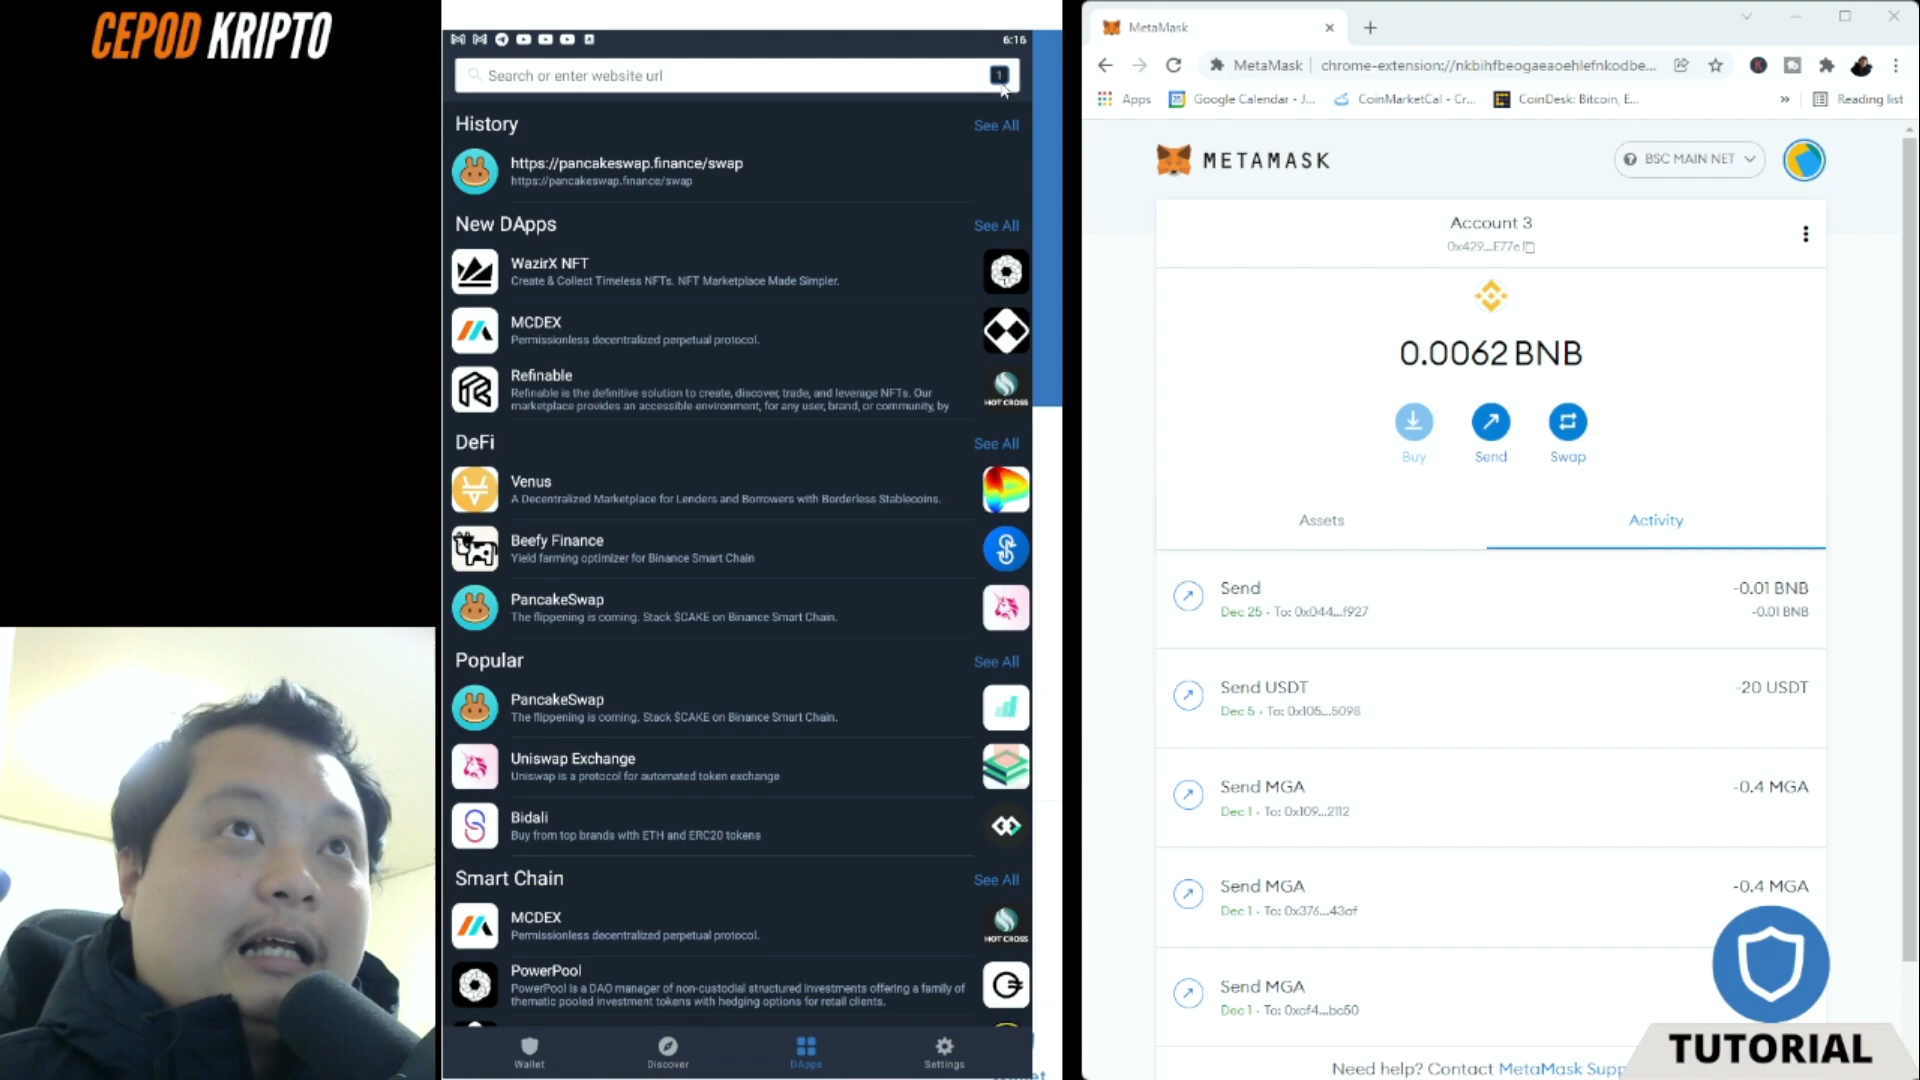 CEPOD KRIPTO
6:16
Search or enter website url
1
History
See All
https://pancakeswap.finance/swap
https://pancakeswap.finance/swap
New DApps
See All
WazirX NFT
Create & Collect Timeless NFTs. NFT Marketplace Made Simpler.
MCDEX
Permissionless decentralized perpetual protocol.
Refinable
Refinable is the definitive solution to create, discover, trade, and leverage NFTs. Our
marketplace provides an accessible environment, for any user, brand, or community, by
HOT CROSS
DeFi
See All
Venus
A Decentralized Marketplace for Lenders and Borrowers with Borderless Stablecoins.
Beefy Finance
Yield farming optimizer for Binance Smart Chain
PancakeSwap
The flippening is coming. Stack $CAKE on Binance Smart Chain.
Popular
See All
PancakeSwap
The flippening is coming. Stack $CAKE on Binance Smart Chain.
Uniswap Exchange
Uniswap is a protocol for automated token exchange
Bidali
Buy from top brands with ETH and ERC20 tokens
Smart Chain
See All
MCDEX
Permissionless decentralized perpetual protocol.
HOT CROSS
PowerPool
PowerPool is a DAO manager of non-custodial structured investments offering a family of
thematic pooled investment tokens with hedging options for retail clients.
Wallet
Discover
DApps
Settings
MetaMask
MetaMask
chrome-extension://nkbihfbeogaeaoehlefnkodbe...
Apps
Google Calendar - J...
CoinMarketCal - Cr...
CoinDesk: Bitcoin, E...
»
Reading list
METAMASK
BSC MAIN NET
Account 3
0x429...E77e
0.0062 BNB
Buy
Send
Swap
Assets
Activity
Send
-0.01 BNB
Dec 25 · To: 0x044...f927
-0.01 BNB
Send USDT
-20 USDT
Dec 5 · To: 0x105...5098
Send MGA
-0.4 MGA
Dec 1 · To: 0x109...2112
Send MGA
-0.4 MGA
Dec 1 · To: 0x376...43af
Send MGA
Dec 1 · To: 0xcf4...bc50
Need help? Contact MetaMask Supp
TUTORIAL